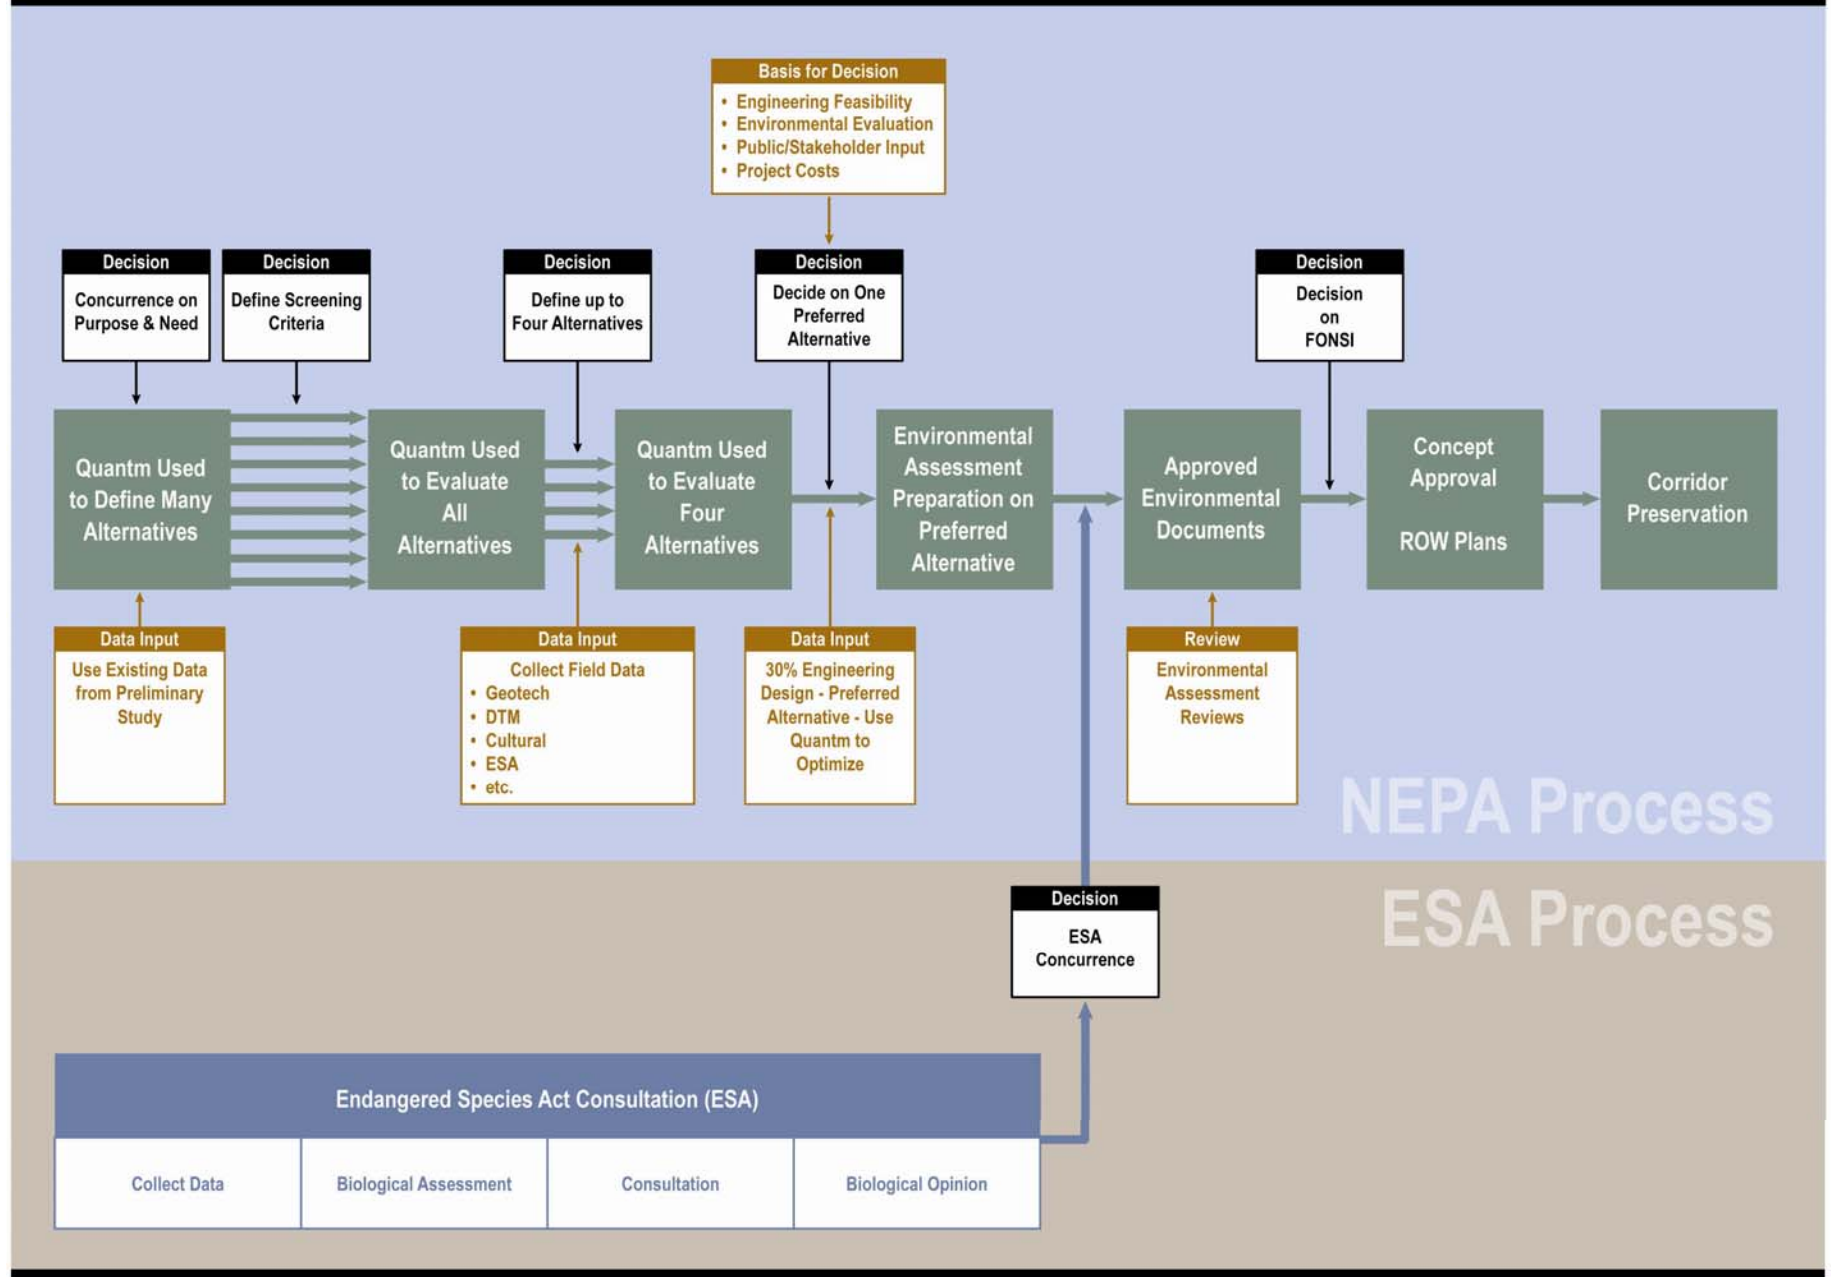 Basis for Decision
• Engineering Feasibility
• Environmental Evaluation
• Public/Stakeholder Input
• Project Costs
Decision
Concurrence on
Purpose & Need
Decision
Define Screening
Criteria
Decision
Define up to
Four Alternatives
Decision
Decide on One
Preferred
Alternative
Decision
Decision
on
FONSI
Quantm Used
to Define Many
Alternatives
Quantm Used
to Evaluate
All
Alternatives
Quantm Used
to Evaluate
Four
Alternatives
Environmental
Assessment
Preparation on
Preferred
Alternative
Approved
Environmental
Documents
Concept
Approval
ROW Plans
Corridor
Preservation
Data Input
Use Existing Data
from Preliminary
Study
Data Input
Collect Field Data
• Geotech
• DTM
• Cultural
• ESA
• etc.
Data Input
30% Engineering
Design - Preferred
Alternative - Use
Quantm to
Optimize
Review
Environmental
Assessment
Reviews
NEPA Process
ESA Process
Decision
ESA
Concurrence
Endangered Species Act Consultation (ESA)
Collect Data
Biological Assessment
Consultation
Biological Opinion